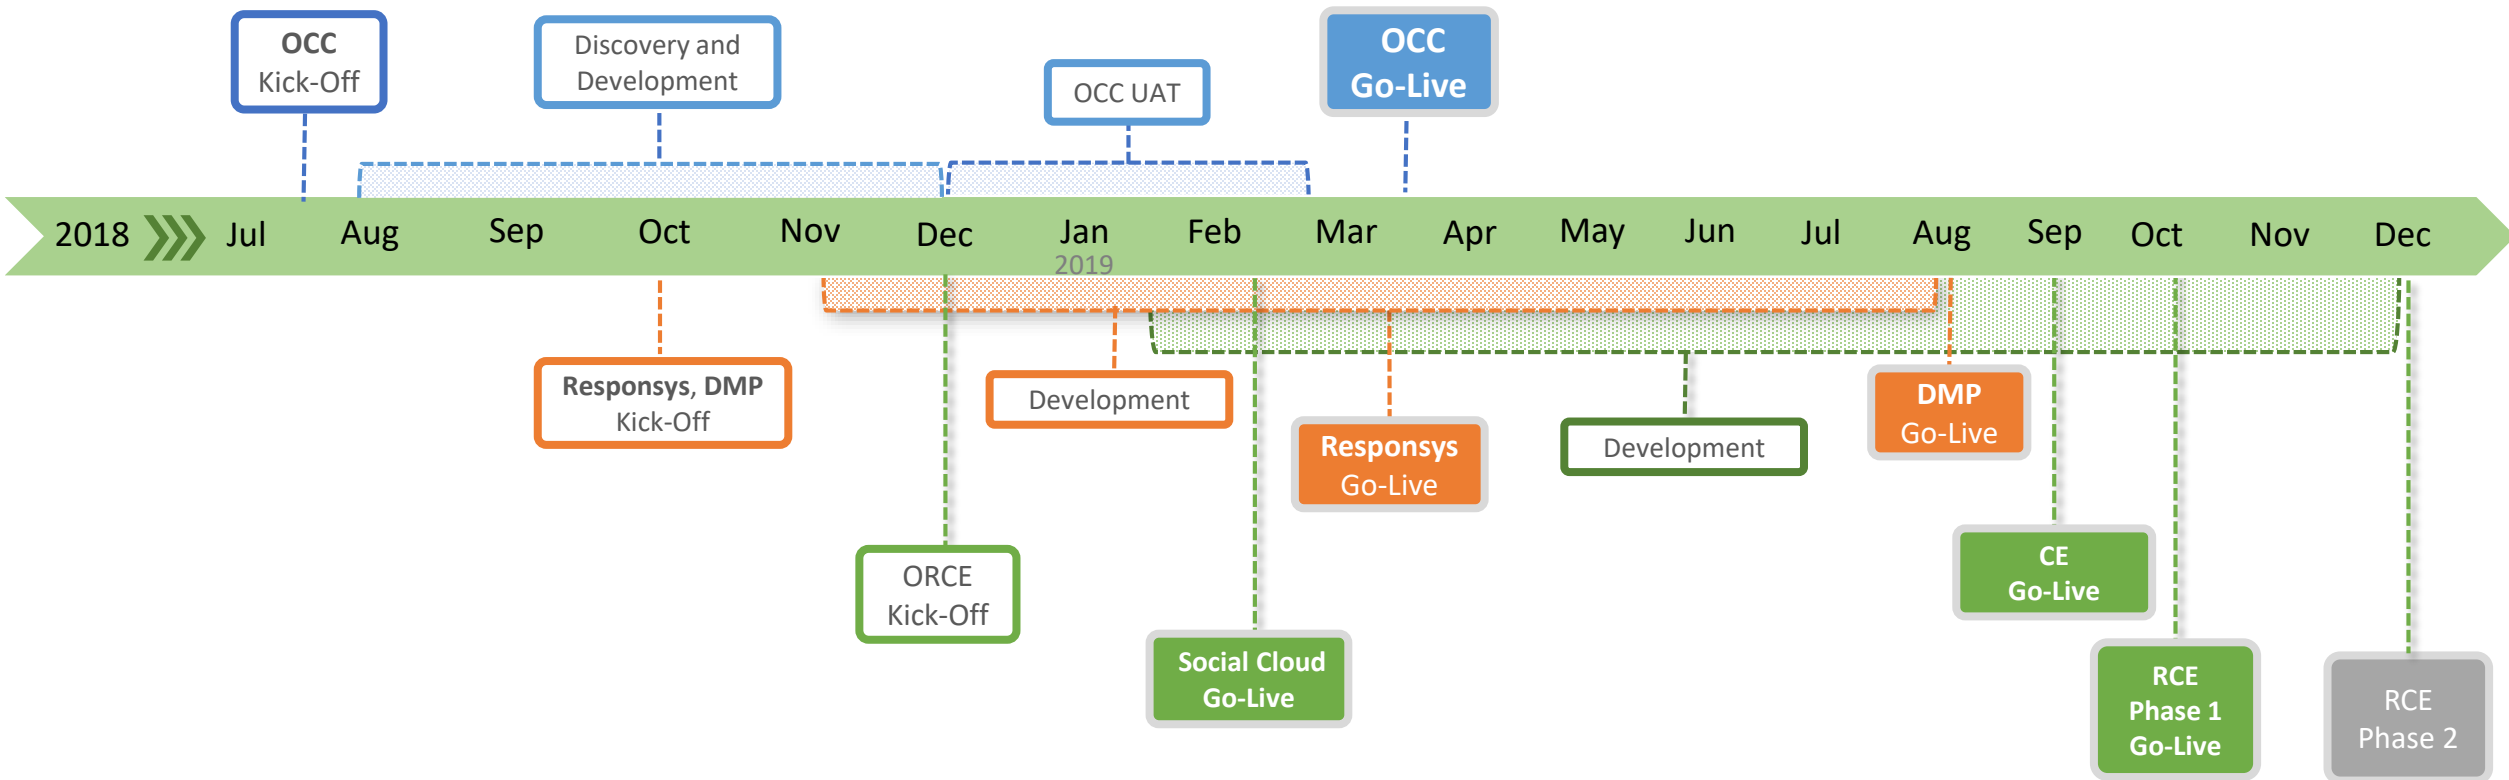 OCC
Kick-Off
Discovery and
Development
OCC UAT
OCC
Go-Live
2018
Jul
Aug
Sep
Oct
Nov
Dec
Jan
2019
Feb
Mar
Apr
May
Jun
Jul
Aug
Sep
Oct
Nov
Dec
Responsys, DMP
Kick-Off
Development
Responsys
Go-Live
Development
DMP
Go-Live
ORCE
Kick-Off
Social Cloud
Go-Live
CE
Go-Live
RCE
Phase 1
Go-Live
RCE
Phase 2